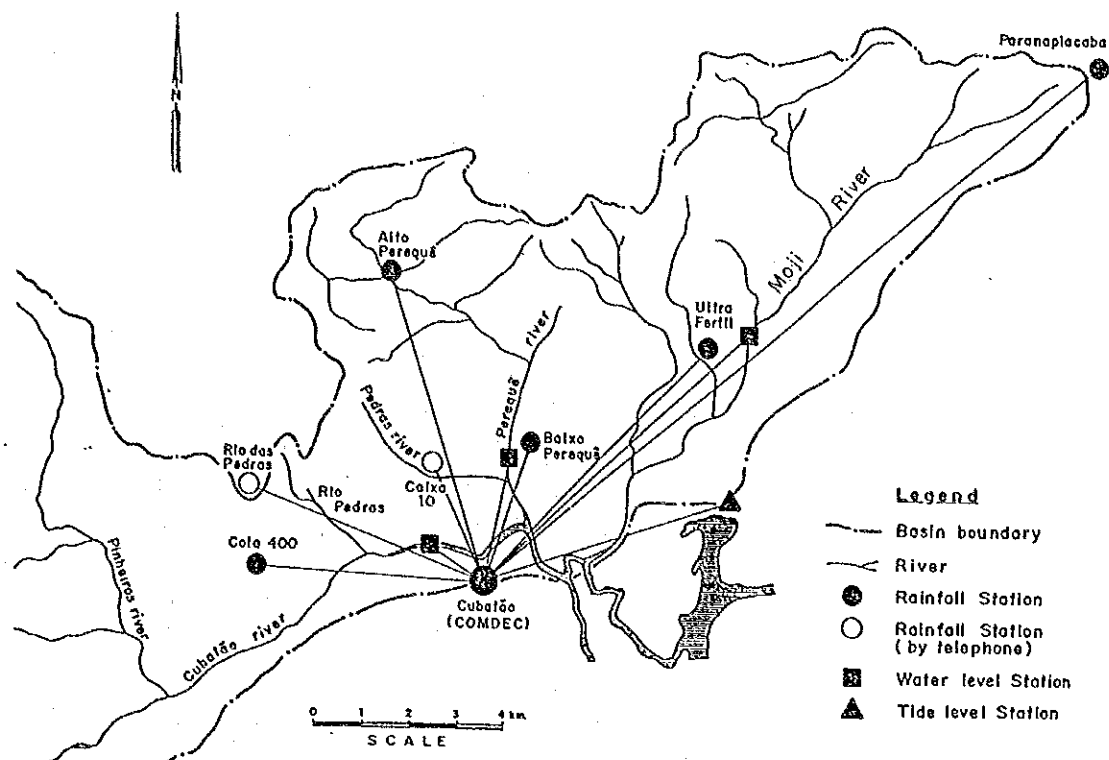 Paranapiacaba
N
River
Moji
Alto
Perequê
Ultra
Fertil
river
Perequê
Pedras river
Baixo
Perequê
Rio das
Pedras
Caixa
10
Rio
Pedras
Cota 400
Cubatão
(COMDEC)
Pinheiros river
Cubatão river
0 1 2 3 4 km
SCALE
Legend
Basin boundary
River
Rainfall Station
Rainfall Station
(by telephone)
Water level Station
Tide level Station